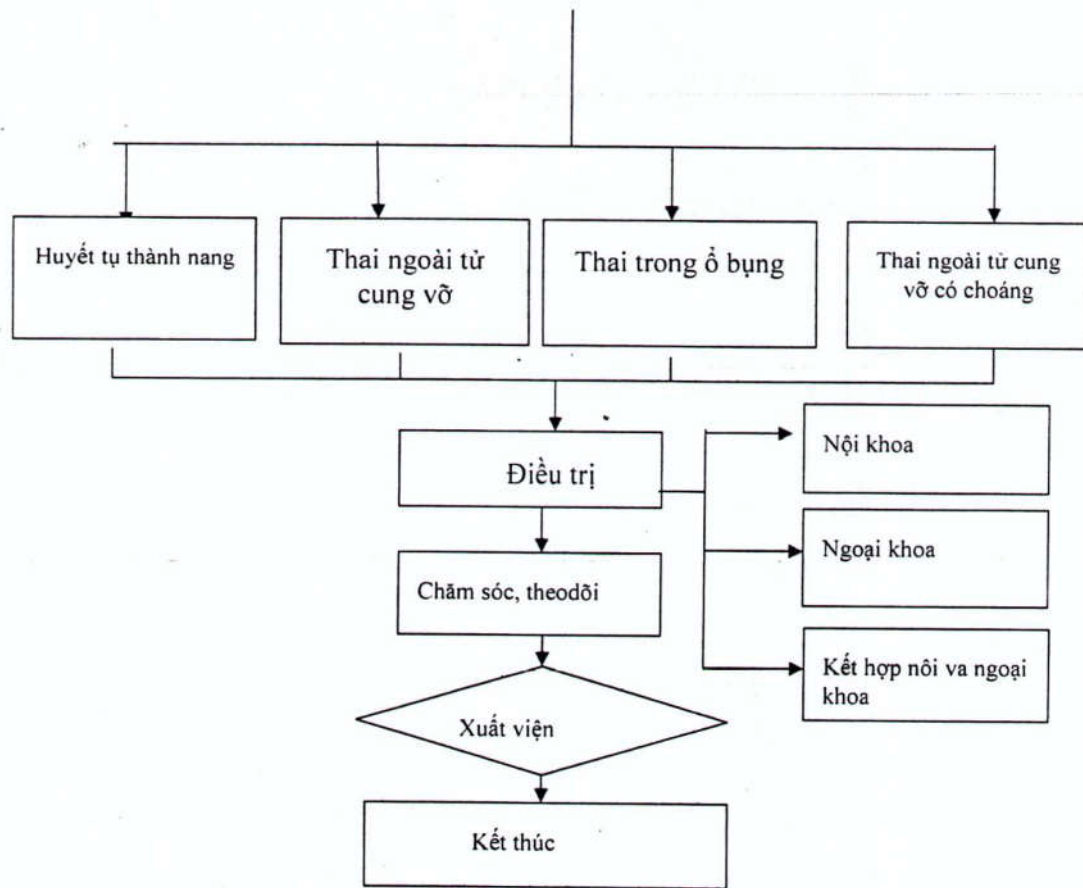 Huyết tụ thành nang
Thai ngoài tử
cung vỡ
Thai trong ổ bụng
Thai ngoài tử cung
vỡ có choáng
Điều trị
Nội khoa
Chăm sóc, theodõi
Ngoại khoa
Kết hợp nôi va ngoại
khoa
Xuất viện
Kết thúc